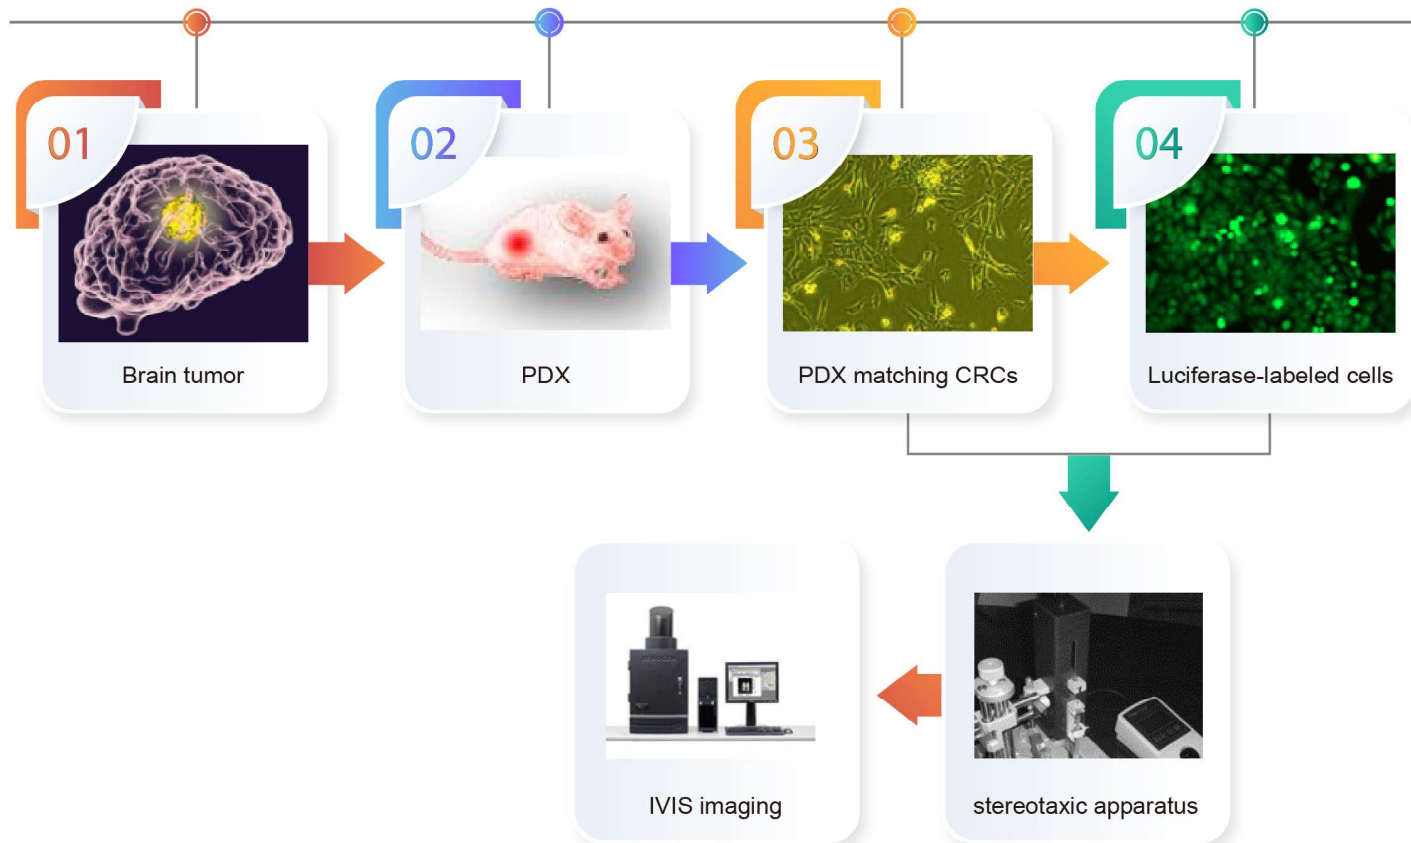 01
02
03
04
Brain tumor
PDX
PDX matching CRCs
Luciferase-labeled cells
IVIS imaging
stereotaxic apparatus